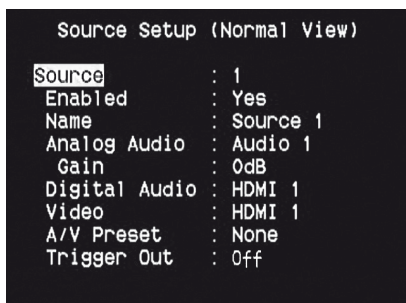 Source Setup (Normal View)
Source : 1
Enabled : Yes
Name : Source 1
Analog Audio : Audio 1
Gain : 0dB
Digital Audio : HDMI 1
Video : HDMI 1
A/V Preset : None
Trigger Out : Off